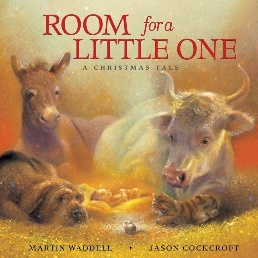 ROOM for a
LITTLE ONE
A CHRISTMAS TALE
MARTIN WADDELL • JASON COCKCROFT